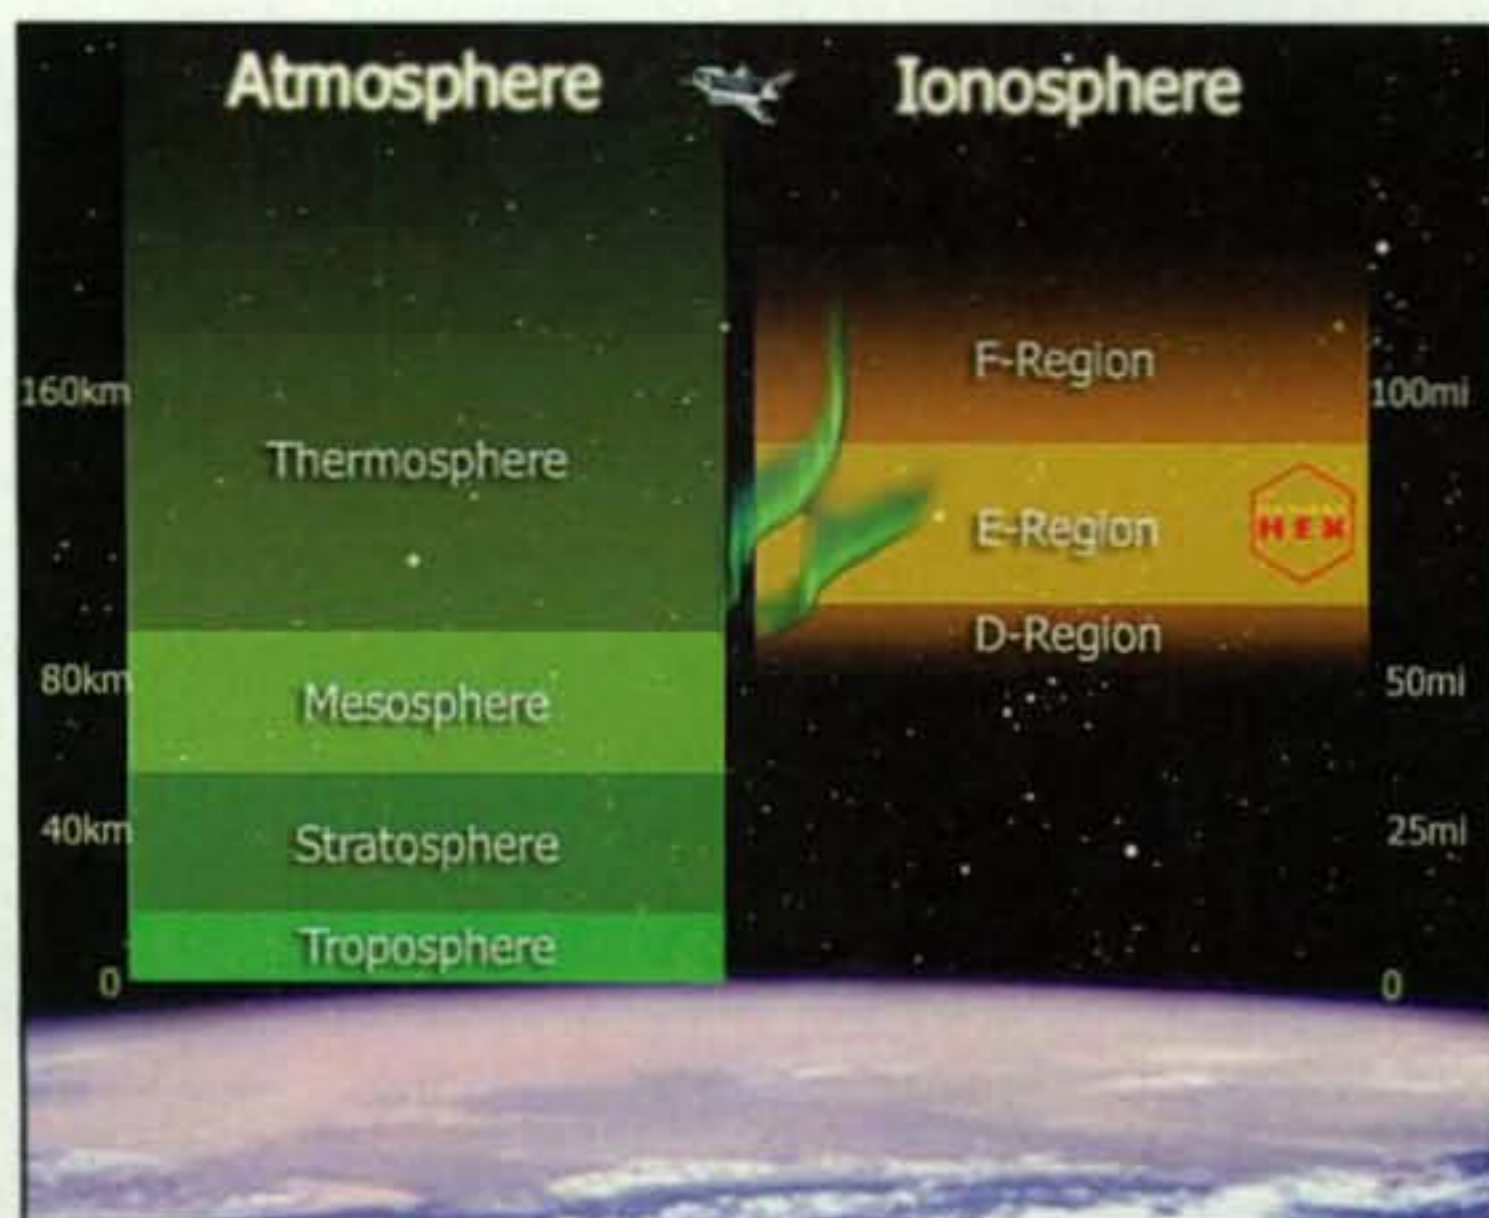 Atmosphere
Ionosphere
F-Region
160km
100mi
Thermosphere
E-Region
HEX
D-Region
80km
50mi
Mesosphere
40km
25mi
Stratosphere
Troposphere
0
0